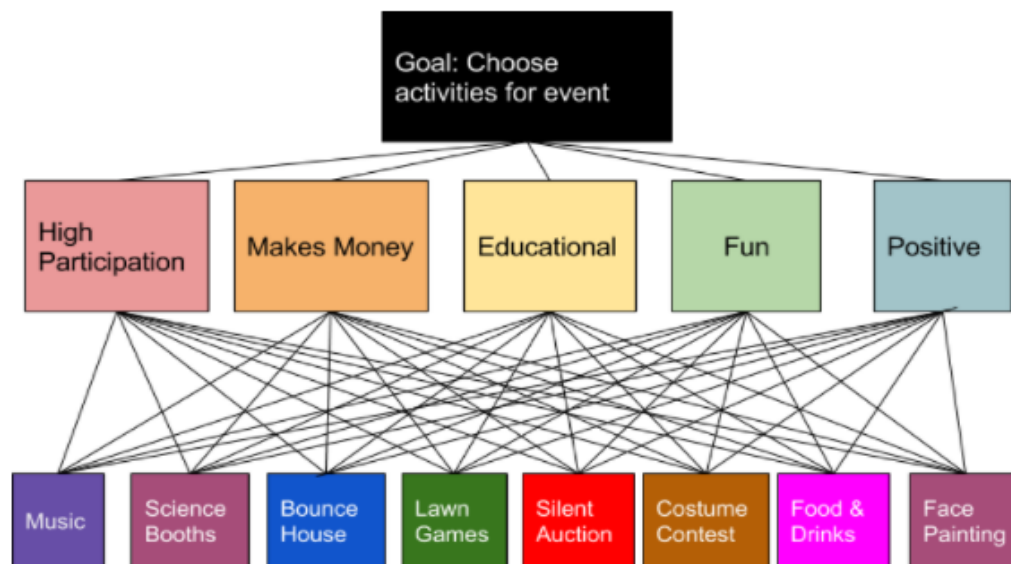 Goal: Choose
activities for event
High
Participation
Makes Money
Educational
Fun
Positive
Music
Science
Booths
Bounce
House
Lawn
Games
Silent
Auction
Costume
Contest
Food &
Drinks
Face
Painting